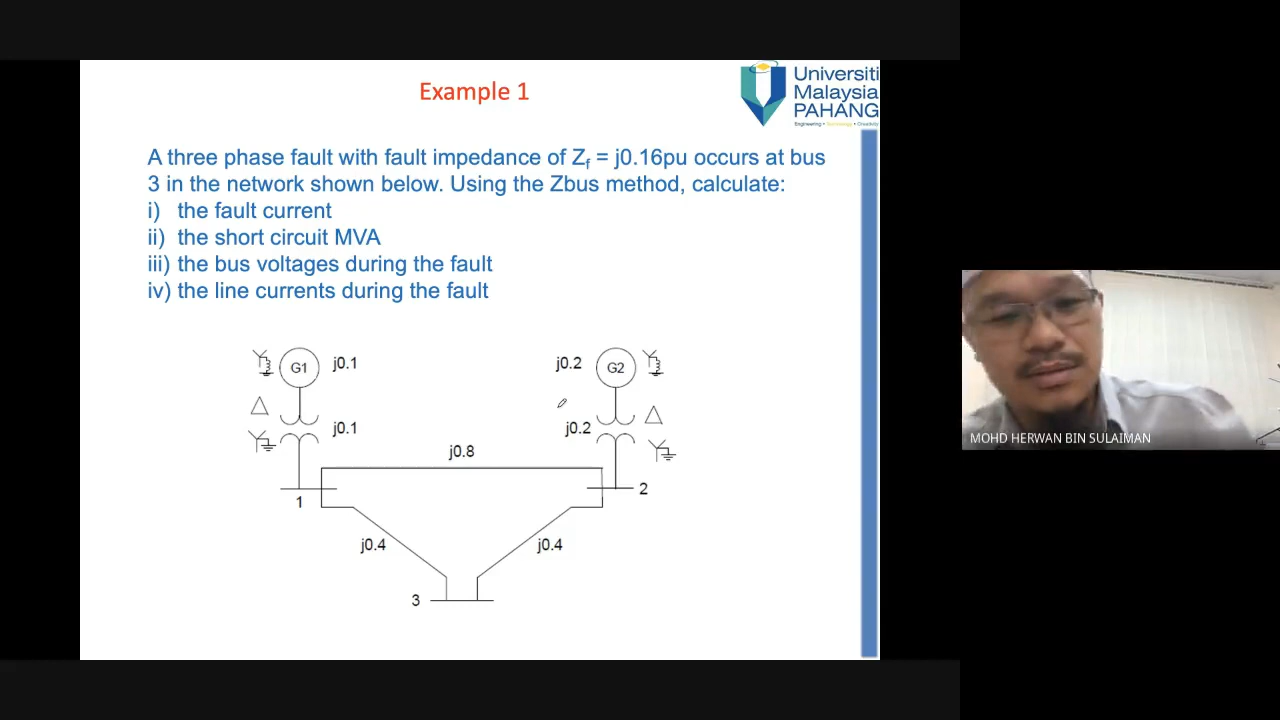 Example 1
Universiti
Malaysia
PAHANG
Engineering • Technology • Creativity
A three phase fault with fault impedance of Zf = j0.16pu occurs at bus
3 in the network shown below. Using the Zbus method, calculate:
i) the fault current
ii) the short circuit MVA
iii) the bus voltages during the fault
iv) the line currents during the fault
G1
j0.1
j0.2
G2
j0.1
j0.2
j0.8
1
2
j0.4
j0.4
3
MOHD HERWAN BIN SULAIMAN